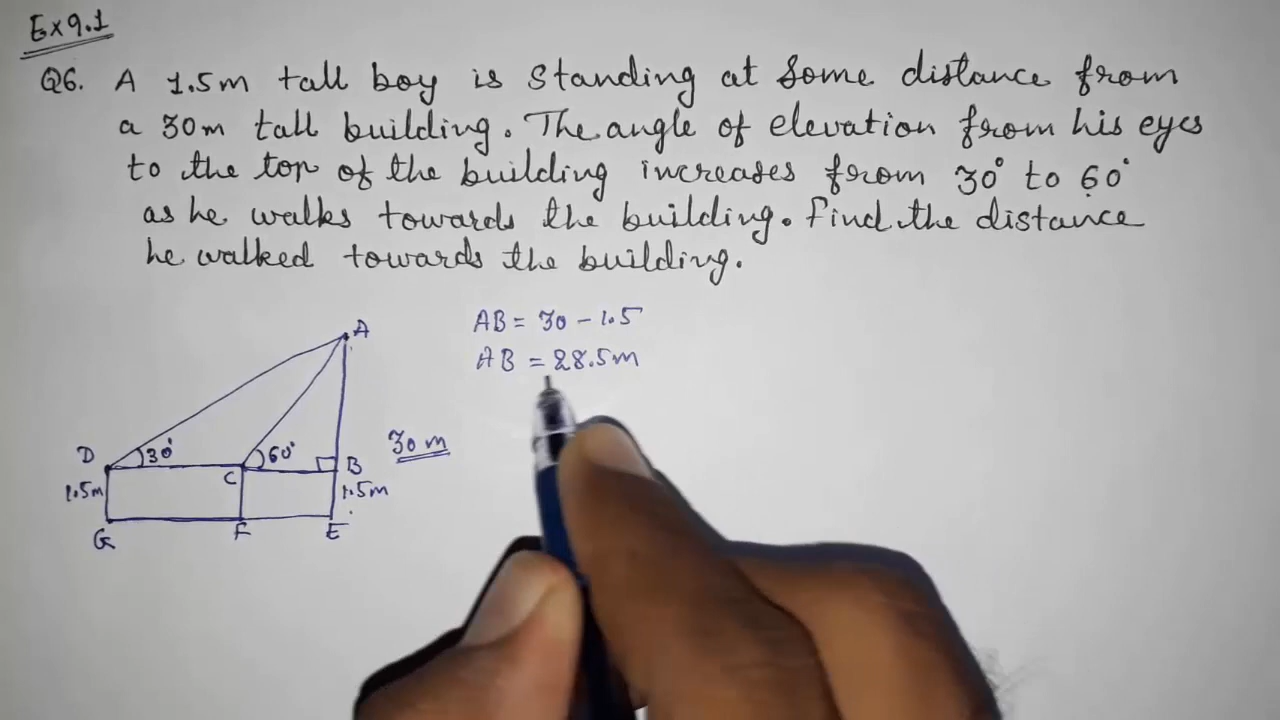 Ex 9.1
Q6. A 1.5m tall boy is standing at some distance from
a 30m tall building. The angle of elevation from his eyes
to the top of the building increases from 30° to 60°
as he walks towards the building. Find the distance
he walked towards the building.
AB = 30 - 1.5
AB = 28.5m
A
D
30°
C
60°
B
30 m
1.5m
1.5m
G
F
E